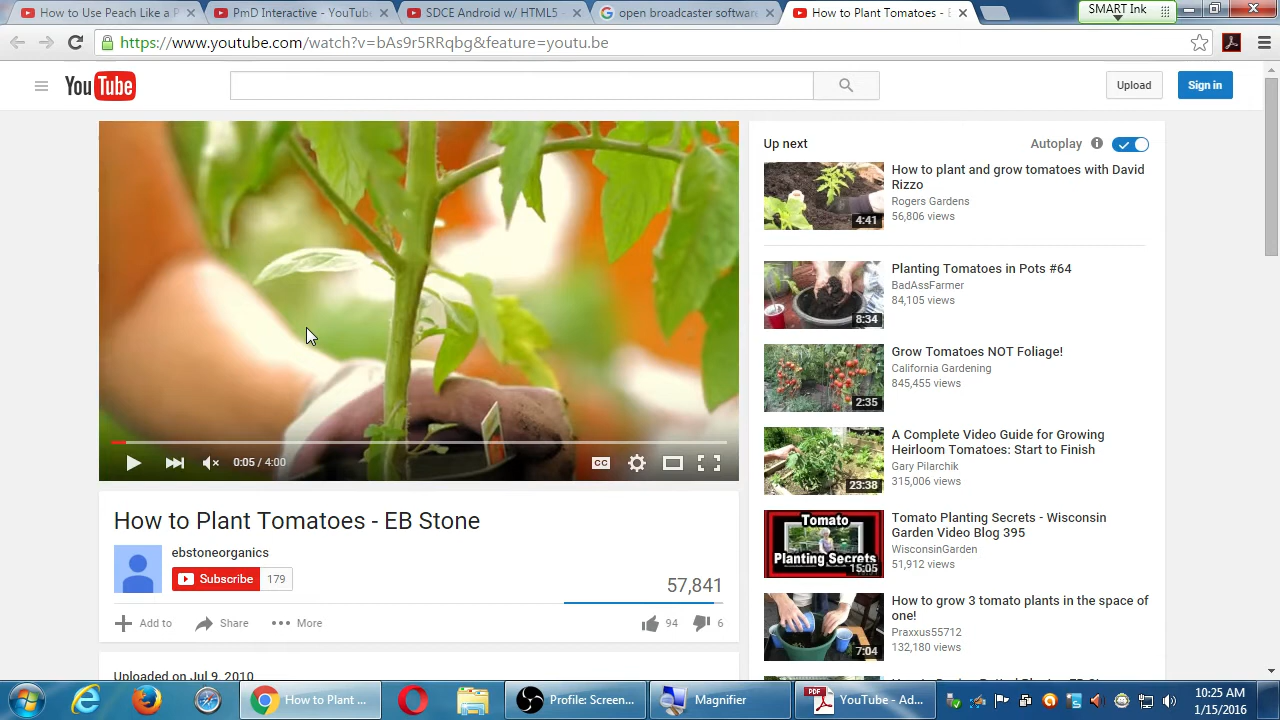 How to Use Peach Like a P
PmD Interactive - YouTub
SDCE Android w/ HTML5 -
open broadcaster software
How to Plant Tomatoes - E
SMART Ink
https://www.youtube.com/watch?v=bAs9r5RRqbg&feature=youtu.be
YouTube
Upload
Sign in
Up next
Autoplay
How to plant and grow tomatoes with David
Rizzo
Rogers Gardens
56,806 views
4:41
Planting Tomatoes in Pots #64
BadAssFarmer
84,105 views
8:34
Grow Tomatoes NOT Foliage!
California Gardening
845,455 views
2:35
A Complete Video Guide for Growing
Heirloom Tomatoes: Start to Finish
Gary Pilarchik
315,006 views
23:38
Tomato Planting Secrets - Wisconsin
Garden Video Blog 395
WisconsinGarden
51,912 views
Tomato
Planting Secrets
15:05
How to grow 3 tomato plants in the space of
one!
Praxxus55712
132,180 views
7:04
0:05 / 4:00
CC
How to Plant Tomatoes - EB Stone
ebstoneorganics
Subscribe
179
57,841
Add to
Share
More
94
6
Uploaded on Jul 9, 2010
How to Plant ...
Profile: Screen...
Magnifier
PDF
YouTube - Ad...
10:25 AM
1/15/2016